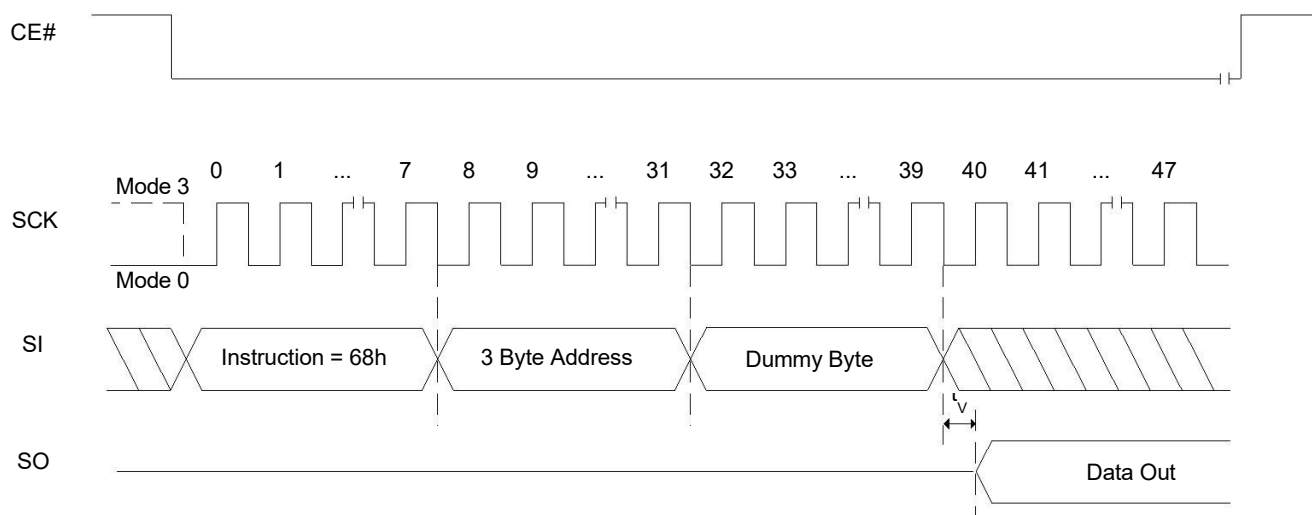 CE#
0 1 ... 7 8 9 ... 31 32 33 ... 39 40 41 ... 47
Mode 3
SCK
Mode 0
SI
Instruction = 68h
3 Byte Address
Dummy Byte
tV
SO
Data Out